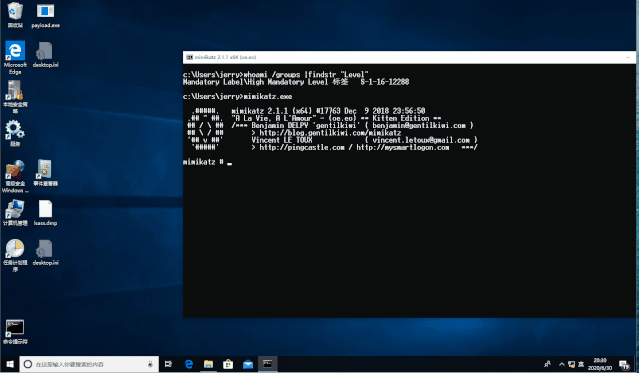 回收站
payload.exe
Microsoft Edge
desktop.ini
本地安全策略
服务
高级安全 Windows ...
事件查看器
计算机管理
lsass.dmp
任务计划程序
desktop.ini
命令提示符
mimikatz 2.1.1 x64 (oe.eo)
c:\Users\jerry>whoami /groups |findstr "Level"
Mandatory Label\High Mandatory Level 标签 S-1-16-12288
c:\Users\jerry>mimikatz.exe
.#####. mimikatz 2.1.1 (x64) #17763 Dec 9 2018 23:56:50
.## ^ ##. "A La Vie, A L'Amour" - (oe.eo) ** Kitten Edition **
## / \ ## /*** Benjamin DELPY `gentilkiwi` ( benjamin@gentilkiwi.com )
## \ / ## > http://blog.gentilkiwi.com/mimikatz
'## v ##' Vincent LE TOUX ( vincent.letoux@gmail.com )
'#####' > http://pingcastle.com / http://mysmartlogon.com ***/
mimikatz # _
在这里输入你要搜索的内容
英
20:00
2020/6/30